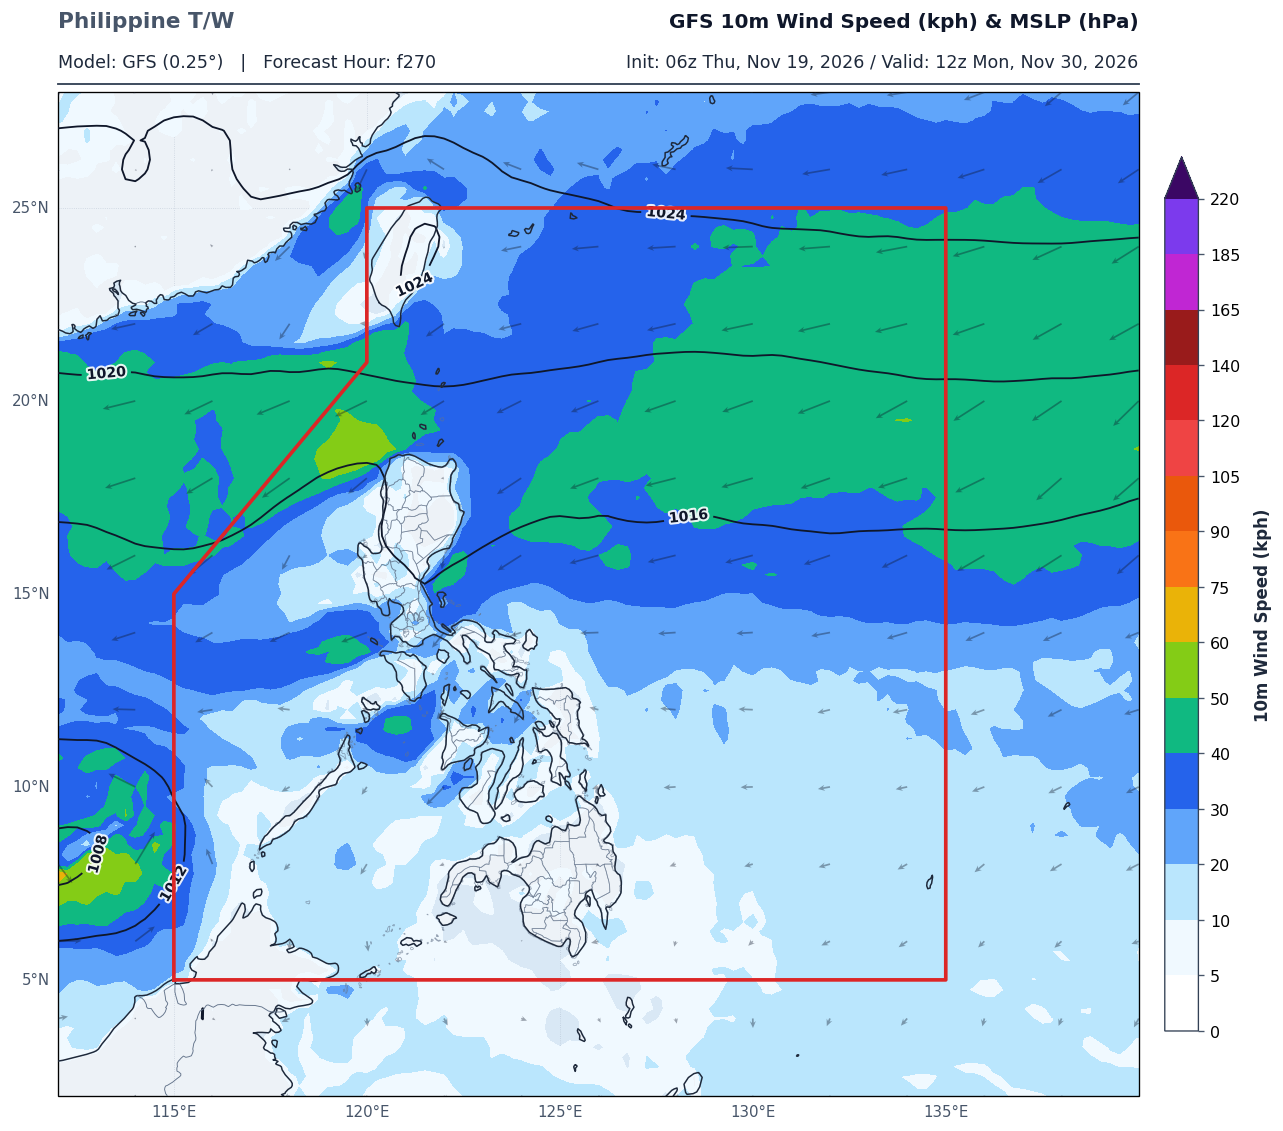 Philippine T/W
GFS 10m Wind Speed (kph) & MSLP (hPa)
Model: GFS (0.25°) | Forecast Hour: f270
Init: 06z Thu, Nov 19, 2026 / Valid: 12z Mon, Nov 30, 2026
25°N
20°N
15°N
10°N
5°N
115°E
120°E
125°E
130°E
135°E
1024
1024
1020
1016
1008
1012
220
185
165
140
120
105
90
75
60
50
40
30
20
10
5
0
10m Wind Speed (kph)